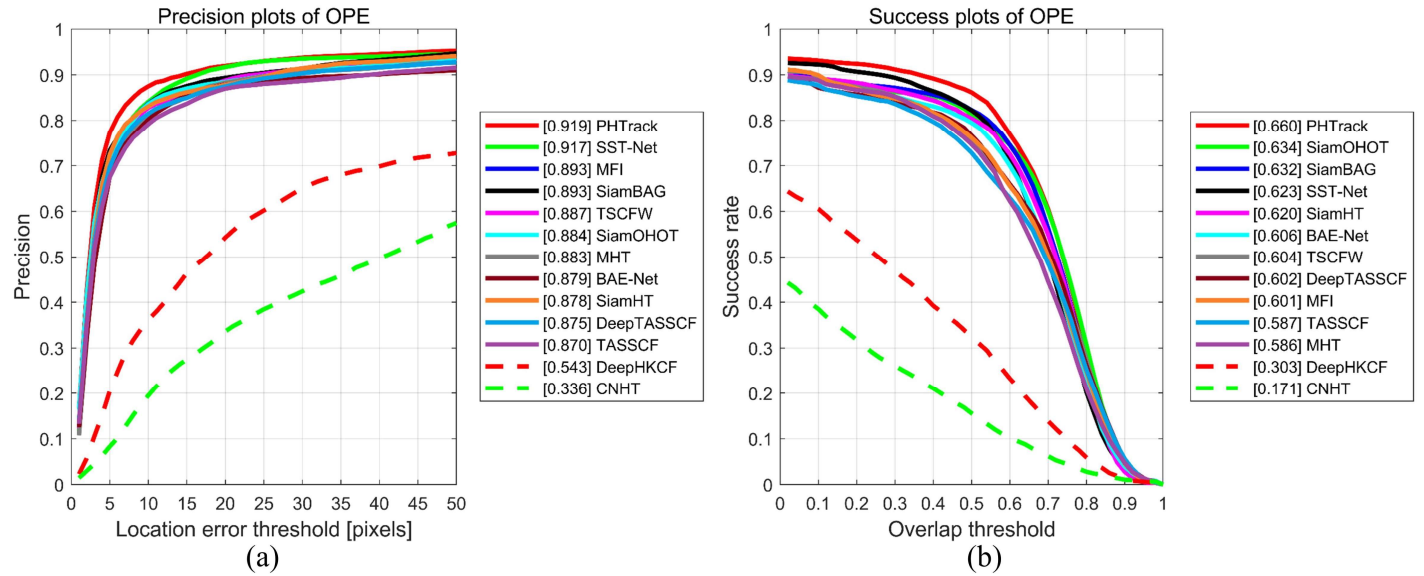 Precision plots of OPE
1
0.9
0.8
0.7
0.6
0.5
0.4
0.3
0.2
0.1
0
Precision
0 5 10 15 20 25 30 35 40 45 50
Location error threshold [pixels]
(a)
[0.919] PHTrack
[0.917] SST-Net
[0.893] MFI
[0.893] SiamBAG
[0.887] TSCFW
[0.884] SiamOHOT
[0.883] MHT
[0.879] BAE-Net
[0.878] SiamHT
[0.875] DeepTASSCF
[0.870] TASSCF
[0.543] DeepHKCF
[0.336] CNHT
Success plots of OPE
1
0.9
0.8
0.7
0.6
0.5
0.4
0.3
0.2
0.1
0
Success rate
0 0.1 0.2 0.3 0.4 0.5 0.6 0.7 0.8 0.9 1
Overlap threshold
(b)
[0.660] PHTrack
[0.634] SiamOHOT
[0.632] SiamBAG
[0.623] SST-Net
[0.620] SiamHT
[0.606] BAE-Net
[0.604] TSCFW
[0.602] DeepTASSCF
[0.601] MFI
[0.587] TASSCF
[0.586] MHT
[0.303] DeepHKCF
[0.171] CNHT